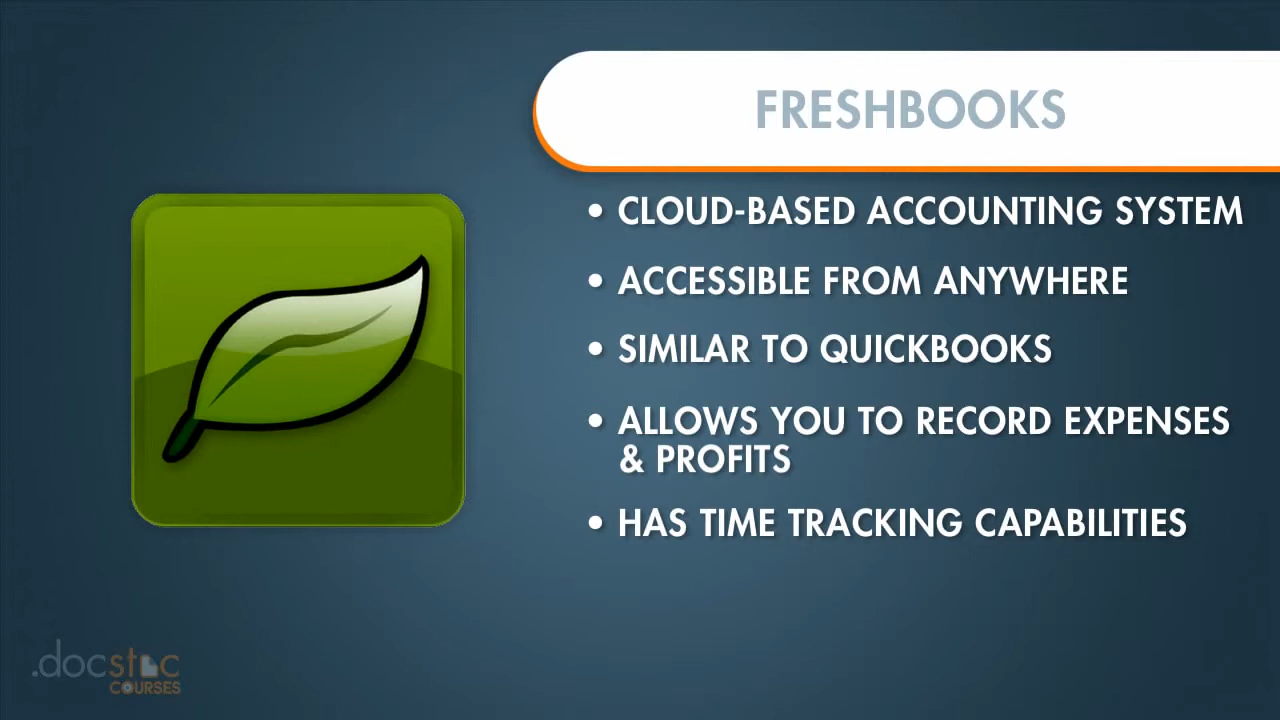 FRESHBOOKS
• CLOUD-BASED ACCOUNTING SYSTEM
• ACCESSIBLE FROM ANYWHERE
• SIMILAR TO QUICKBOOKS
• ALLOWS YOU TO RECORD EXPENSES
& PROFITS
• HAS TIME TRACKING CAPABILITIES
.docstoc
COURSES